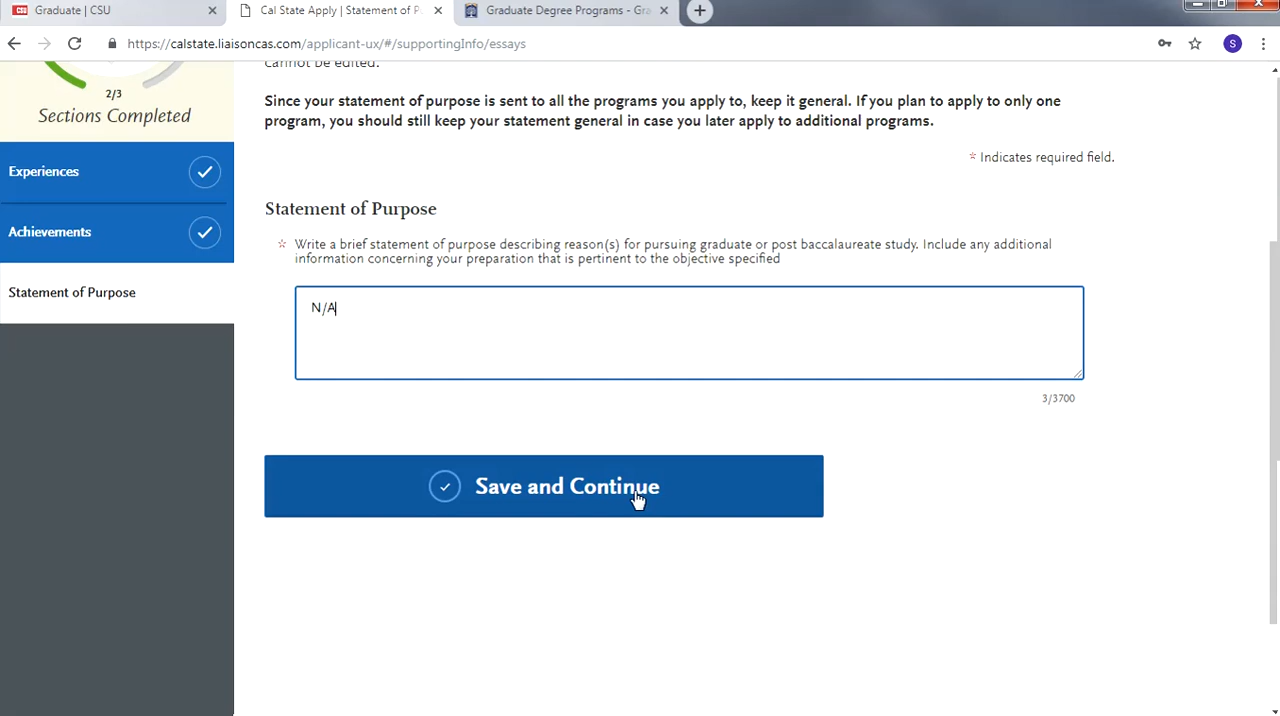 CSU Graduate | CSU
Cal State Apply | Statement of P
Graduate Degree Programs - Gra
https://calstate.liaisoncas.com/applicant-ux/#/supportingInfo/essays
S
cannot be edited.
2/3
Sections Completed
Since your statement of purpose is sent to all the programs you apply to, keep it general. If you plan to apply to only one
program, you should still keep your statement general in case you later apply to additional programs.
* Indicates required field.
Experiences
Achievements
Statement of Purpose
Statement of Purpose
* Write a brief statement of purpose describing reason(s) for pursuing graduate or post baccalaureate study. Include any additional
information concerning your preparation that is pertinent to the objective specified
N/A
3/3700
Save and Continue